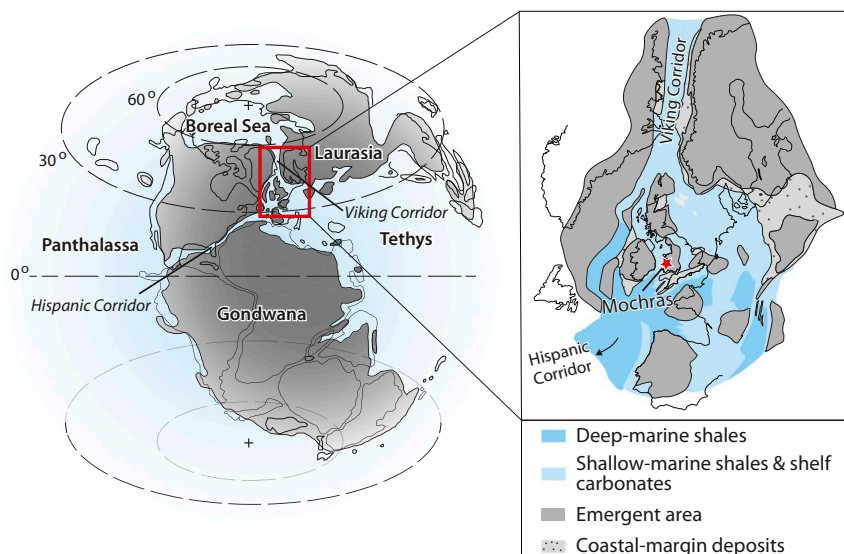 60°
Boreal Sea
30°
Laurasia
Viking Corridor
Panthalassa
Tethys
0°
Hispanic Corridor
Gondwana
Viking Corridor
Mochras
Hispanic
Corridor
Deep-marine shales
Shallow-marine shales & shelf
carbonates
Emergent area
Coastal-margin deposits